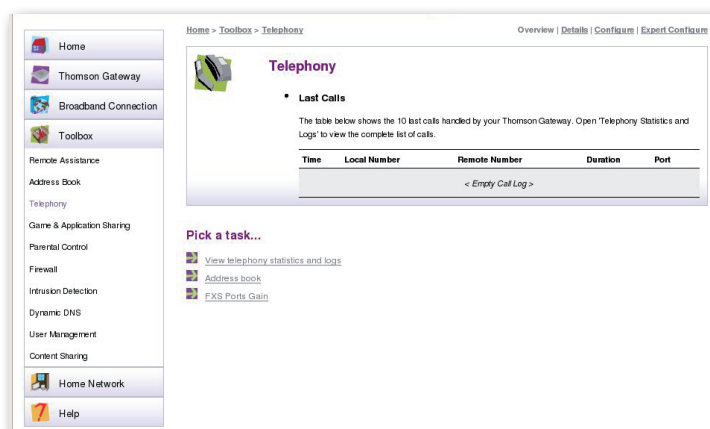 Home > Toolbox > Telephony
Overview | Details | Configure | Expert Configure
Home
Thomson Gateway
Broadband Connection
Toolbox
Remote Assistance
Address Book
Telephony
Game & Application Sharing
Parental Control
Firewall
Intrusion Detection
Dynamic DNS
User Management
Content Sharing
Home Network
Help
Telephony
• Last Calls
The table below shows the 10 last calls handled by your Thomson Gateway. Open 'Telephony Statistics and
Logs' to view the complete list of calls.
Time Local Number Remote Number Duration Port
< Empty Call Log >
Pick a task...
View telephony statistics and logs
Address book
FXS Ports Gain